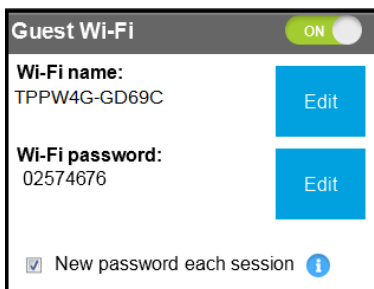 Guest Wi-Fi ON
Wi-Fi name:
TPPW4G-GD69C
Edit
Wi-Fi password:
02574676
Edit
New password each session i